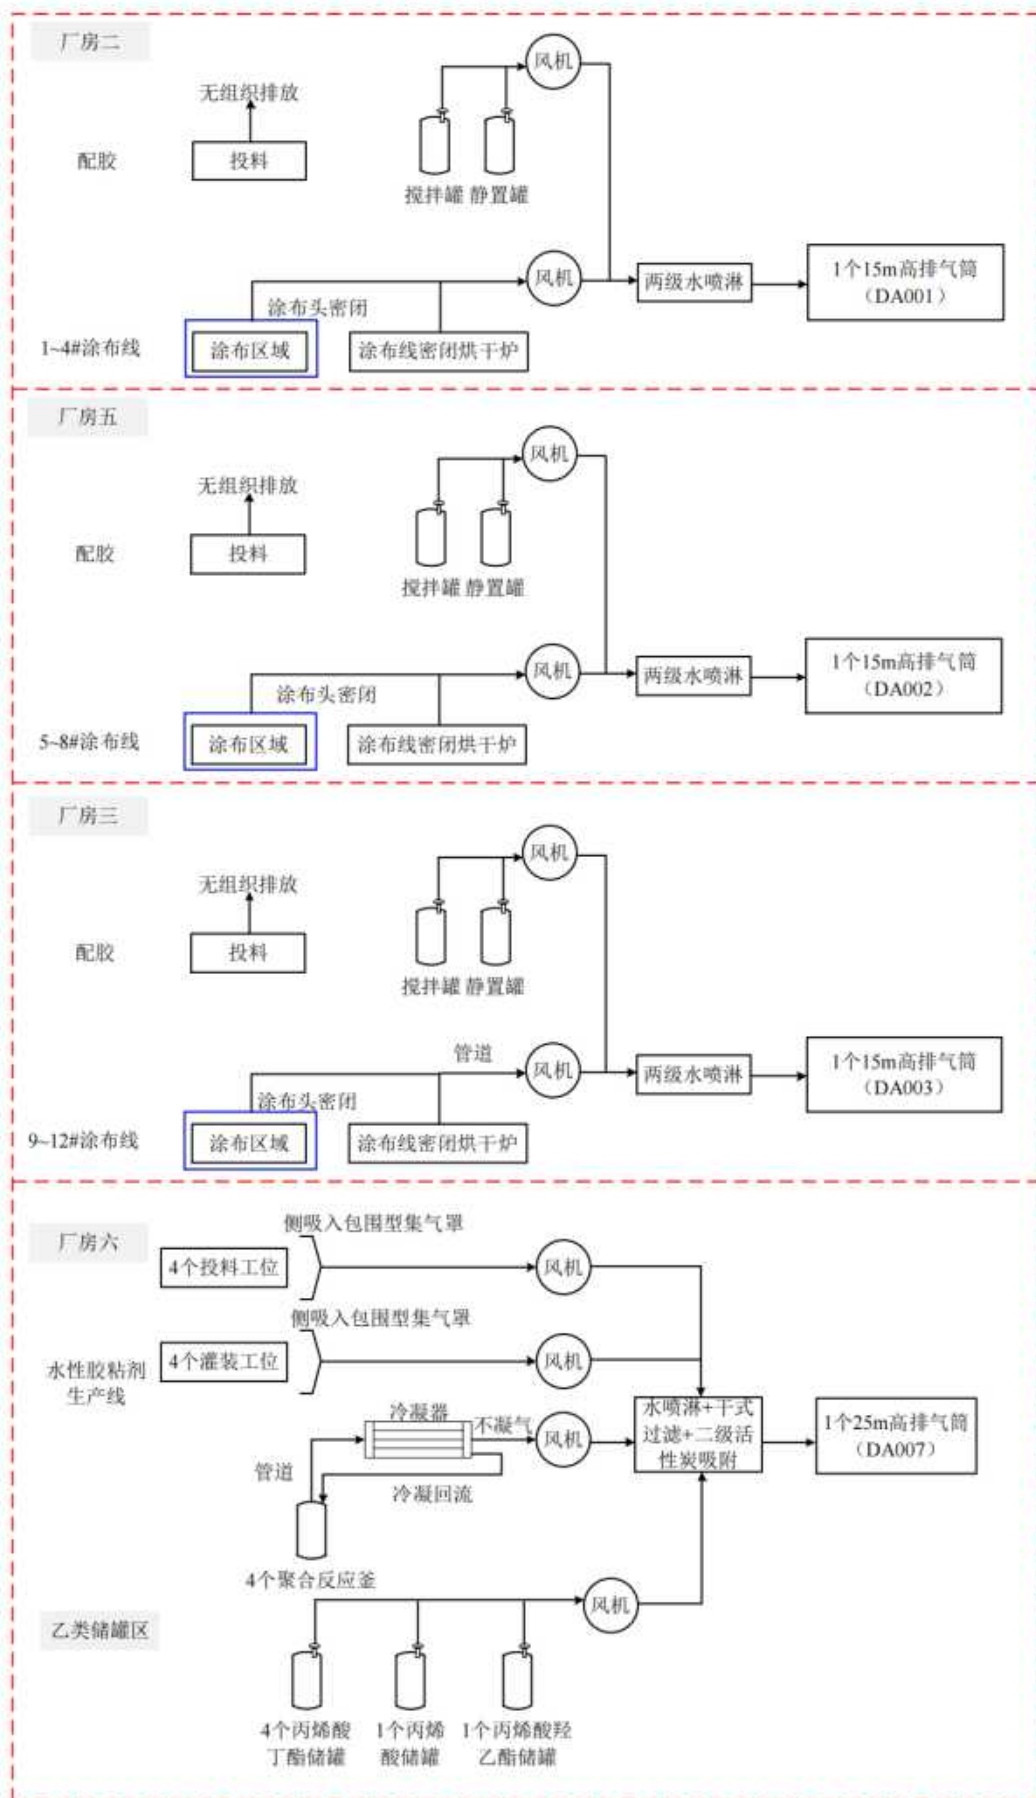 厂房二
风机
无组织排放
配胶
投料
搅拌罐 静置罐
风机
两级水喷淋
1个15m高排气筒
（DA001）
涂布头密闭
1~4#涂布线
涂布区域
涂布线密闭烘干炉
厂房五
风机
无组织排放
配胶
投料
搅拌罐 静置罐
风机
两级水喷淋
1个15m高排气筒
（DA002）
涂布头密闭
5~8#涂布线
涂布区域
涂布线密闭烘干炉
厂房三
风机
无组织排放
配胶
投料
搅拌罐 静置罐
管道
风机
两级水喷淋
1个15m高排气筒
（DA003）
涂布头密闭
9~12#涂布线
涂布区域
涂布线密闭烘干炉
厂房六
侧吸入包围型集气罩
4个投料工位
风机
侧吸入包围型集气罩
4个灌装工位
风机
水性胶粘剂
生产线
冷凝器
不凝气
风机
水喷淋+干式
过滤+二级活
性炭吸附
1个25m高排气筒
（DA007）
管道
冷凝回流
4个聚合反应釜
风机
乙类储罐区
4个丙烯酸
丁酯储罐
1个丙烯
酸储罐
1个丙烯酸羟
乙酯储罐